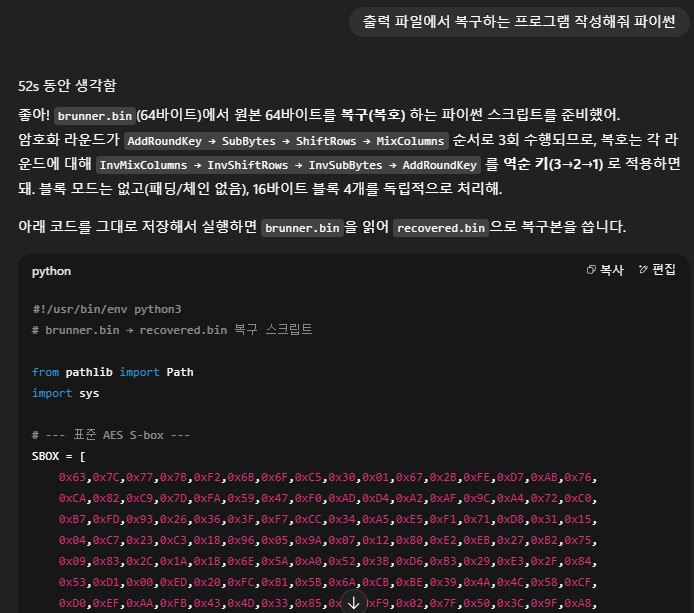 출력 파일에서 복구하는 프로그램 작성해줘 파이썬
52s 동안 생각함
좋아! brunner.bin(64바이트)에서 원본 64바이트를 복구(복호) 하는 파이썬 스크립트를 준비했어.
암호화 라운드가 AddRoundKey → SubBytes → ShiftRows → MixColumns 순서로 3회 수행되므로, 복호는 각 라
운드에 대해 InvMixColumns → InvShiftRows → InvSubBytes → AddRoundKey 를 역순 키(3→2→1) 로 적용하면
돼. 블록 모드는 없고(패딩/체인 없음), 16바이트 블록 4개를 독립적으로 처리해.
아래 코드를 그대로 저장해서 실행하면 brunner.bin을 읽어 recovered.bin으로 복구본을 씁니다.
python 복사 편집
#!/usr/bin/env python3
# brunner.bin → recovered.bin 복구 스크립트
from pathlib import Path
import sys
# --- 표준 AES S-box ---
SBOX = [
0x63,0x7C,0x77,0x7B,0xF2,0x6B,0x6F,0xC5,0x30,0x01,0x67,0x2B,0xFE,0xD7,0xAB,0x76,
0xCA,0x82,0xC9,0x7D,0xFA,0x59,0x47,0xF0,0xAD,0xD4,0xA2,0xAF,0x9C,0xA4,0x72,0xC0,
0xB7,0xFD,0x93,0x26,0x36,0x3F,0xF7,0xCC,0x34,0xA5,0xE5,0xF1,0x71,0xD8,0x31,0x15,
0x04,0xC7,0x23,0xC3,0x18,0x96,0x05,0x9A,0x07,0x12,0x80,0xE2,0xEB,0x27,0xB2,0x75,
0x09,0x83,0x2C,0x1A,0x1B,0x6E,0x5A,0xA0,0x52,0x3B,0xD6,0xB3,0x29,0xE3,0x2F,0x84,
0x53,0xD1,0x00,0xED,0x20,0xFC,0xB1,0x5B,0x6A,0xCB,0xBE,0x39,0x4A,0x4C,0x58,0xCF,
0xD0,0xEF,0xAA,0xFB,0x43,0x4D,0x33,0x85, 0xF9,0x02,0x7F,0x50,0x3C,0x9F,0xA8,